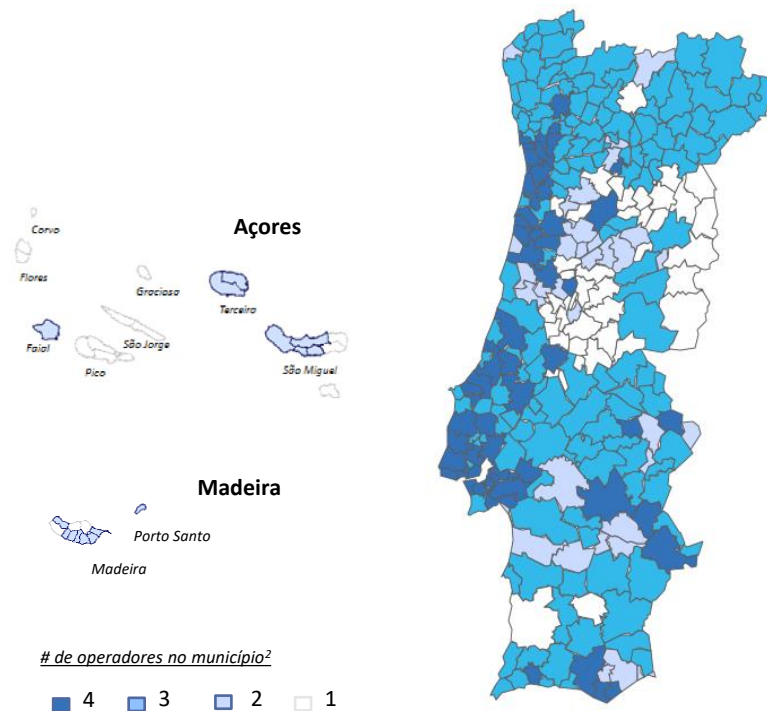 Açores
Corvo
Flores
Graciosa
Terceira
Faial
São Jorge
Pico
São Miguel
Madeira
Porto Santo
Madeira
# de operadores no município²
4 3 2 1